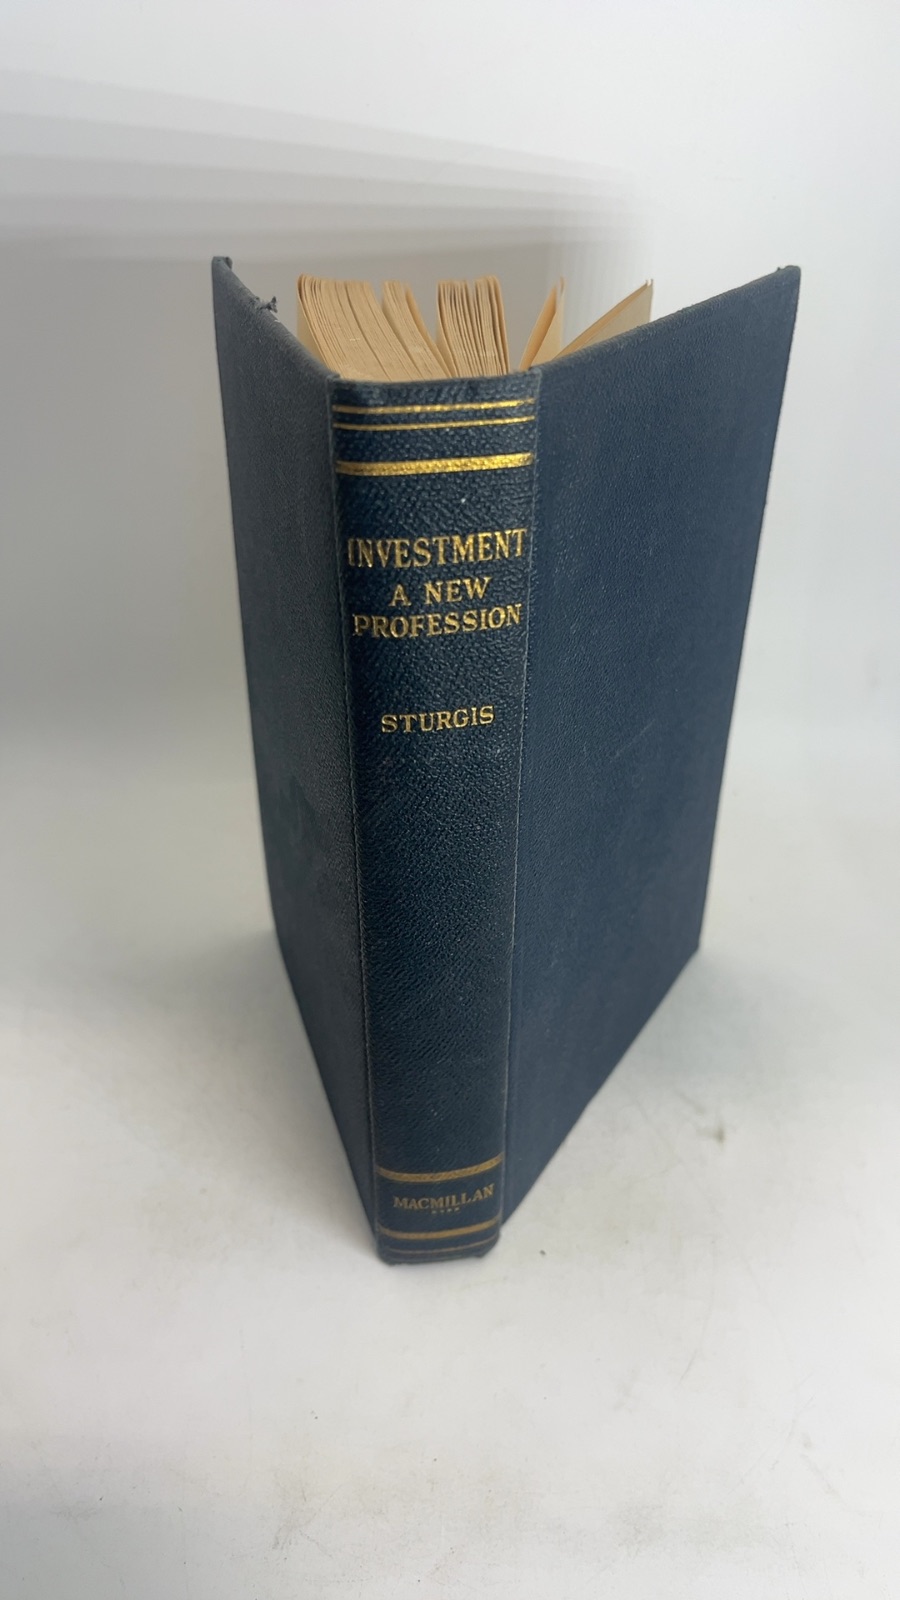 INVESTMENT
A NEW
PROFESSION
STURGIS
MACMILLAN